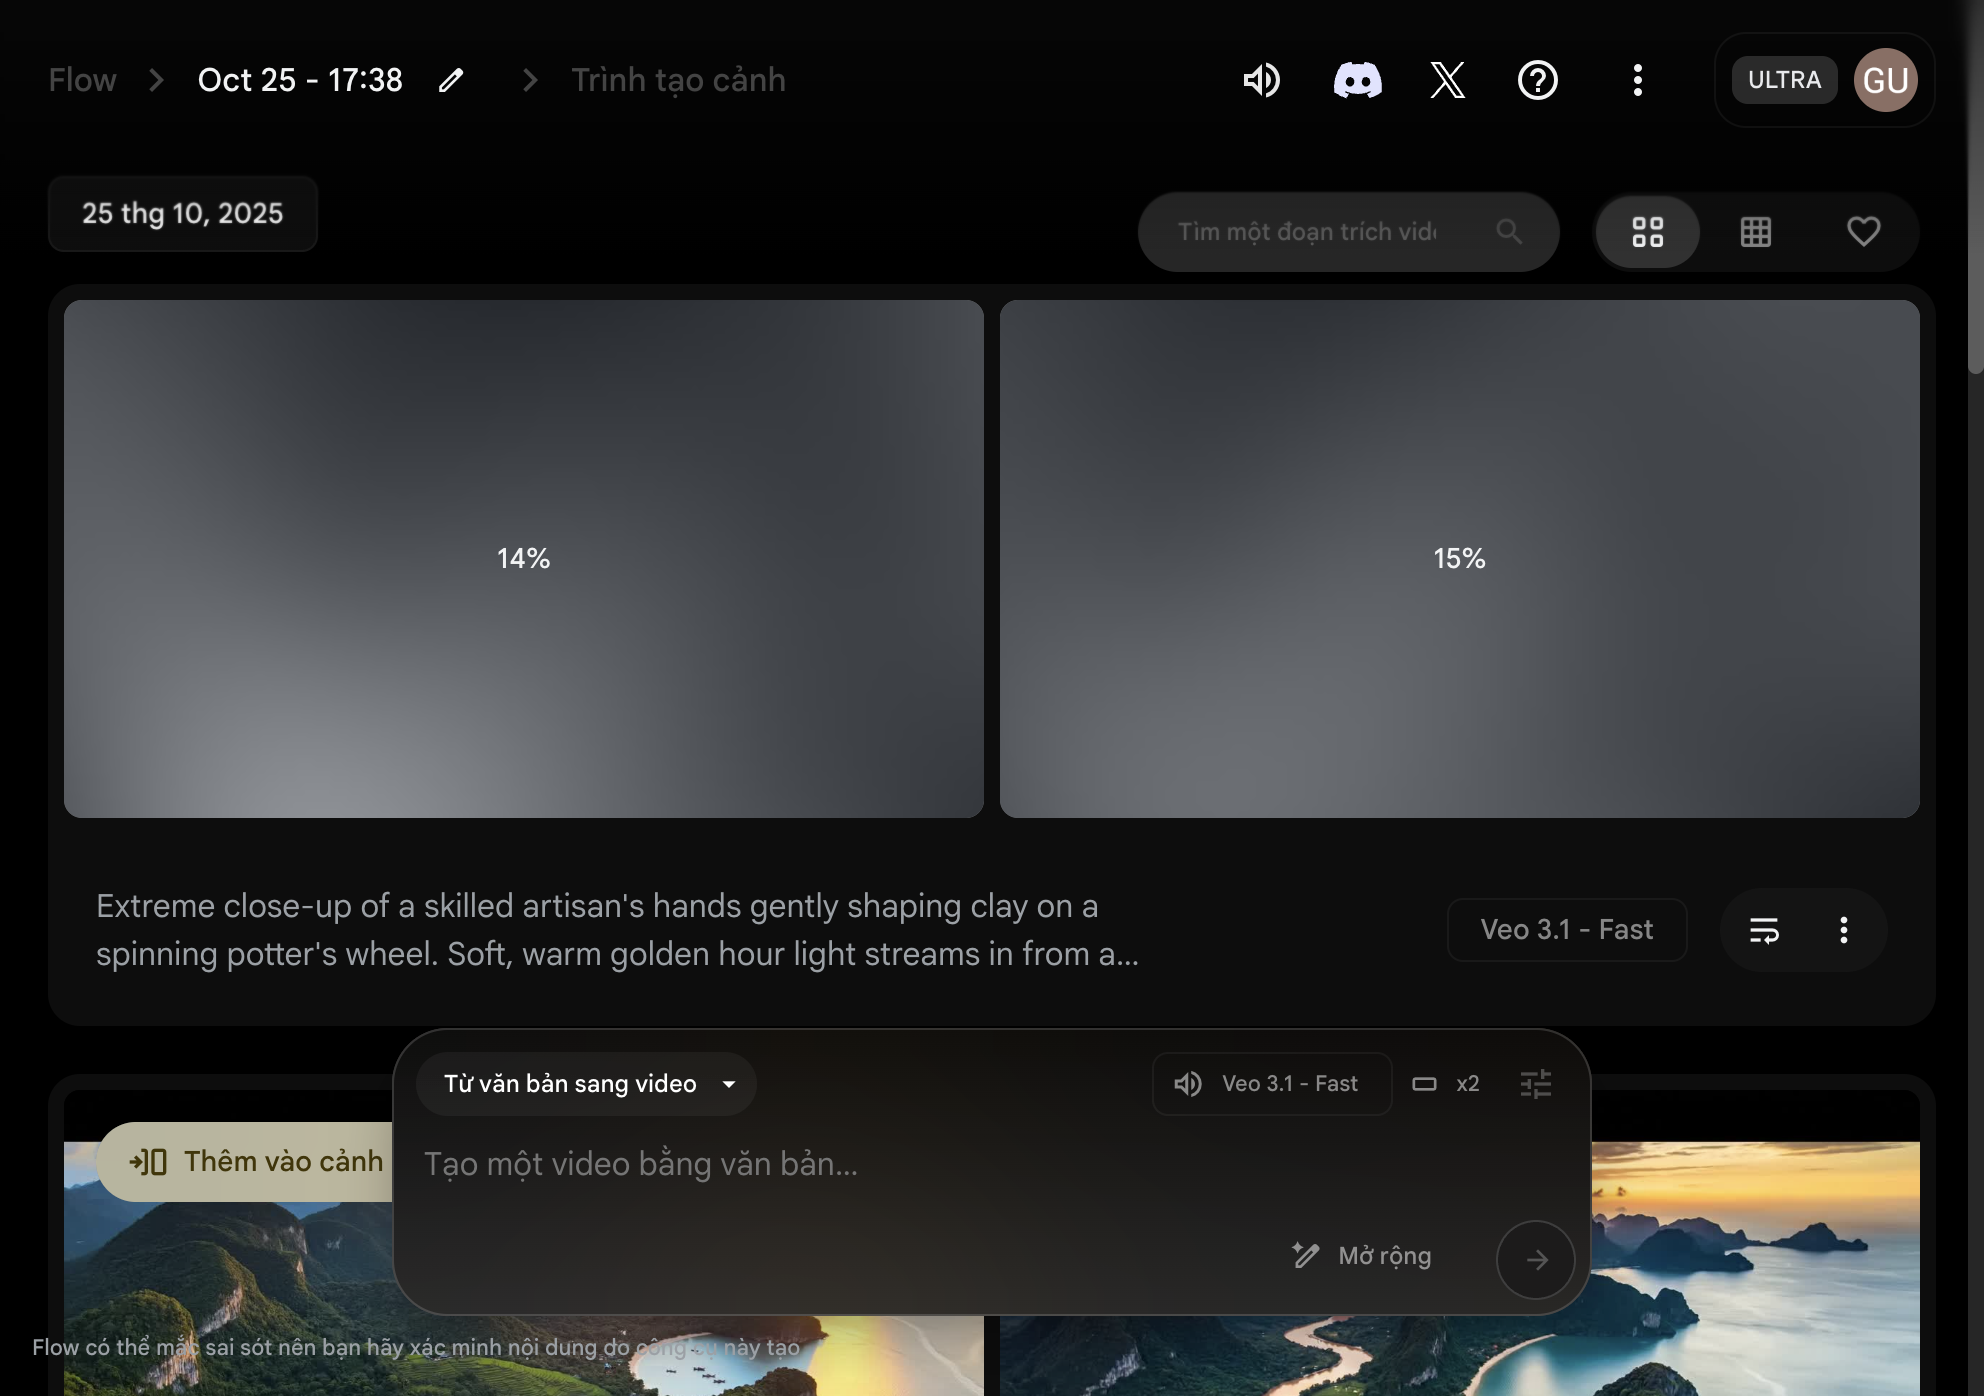 Flow
Oct 25 - 17:38
Trình tạo cảnh
ULTRA
GU
25 thg 10, 2025
Tìm một đoạn trích
14%
15%
Extreme close-up of a skilled artisan's hands gently shaping clay on a
spinning potter's wheel. Soft, warm golden hour light streams in from a...
Veo 3.1 - Fast
Từ văn bản sang video
Veo 3.1 - Fast
x2
Thêm vào cảnh
Tạo một video bằng văn bản...
Mở rộng
Flow có thể mắc sai sót nên bạn hãy xác minh nội dung do công cụ này tạo